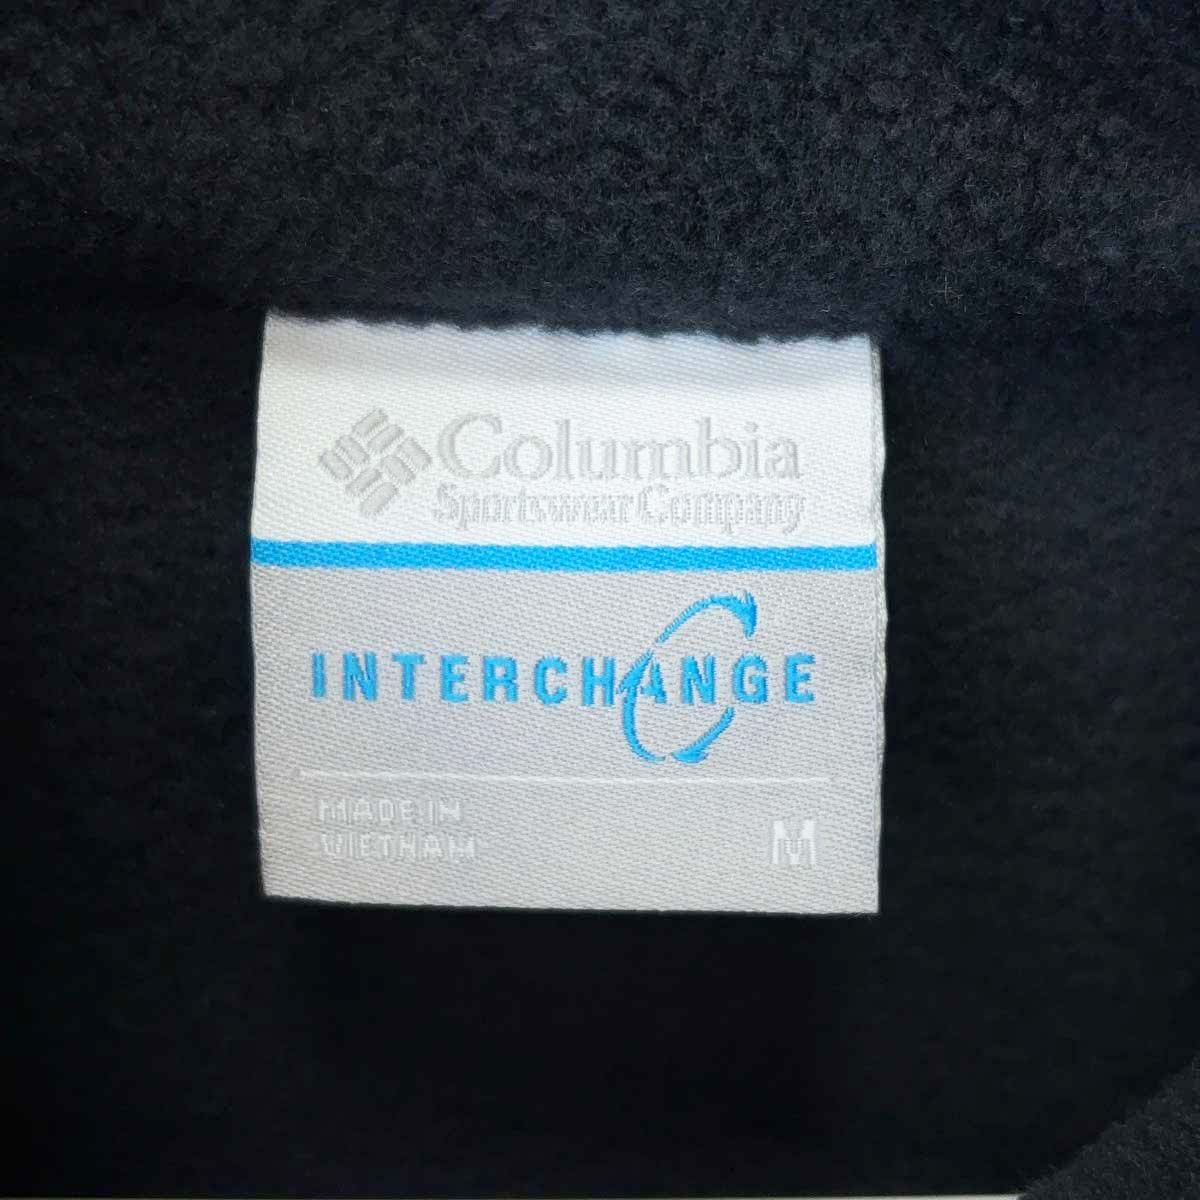 Columbia
Sportswear Company
INTERCHANGE
MADE IN
VIETNAM
M